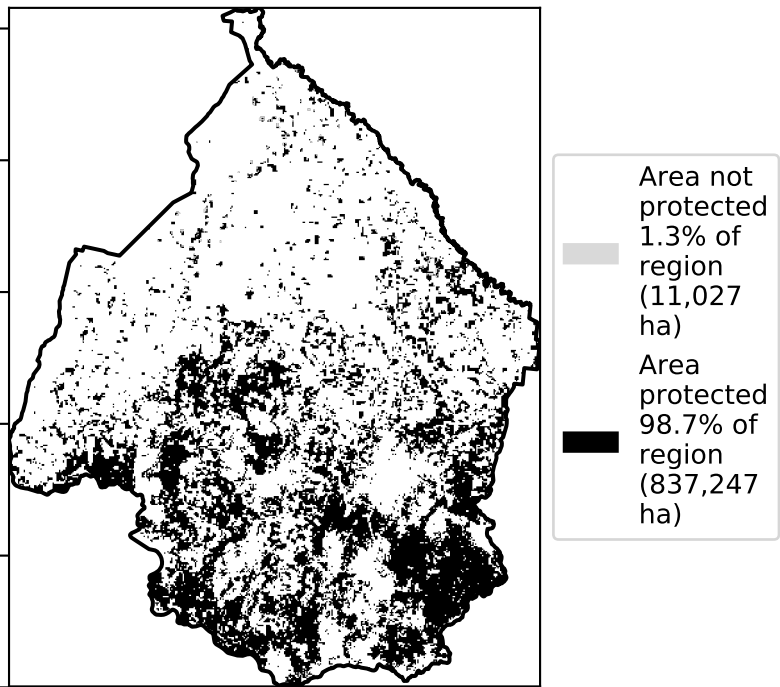 Area not
protected
1.3% of
region
(11,027
ha)
Area
protected
98.7% of
region
(837,247
ha)